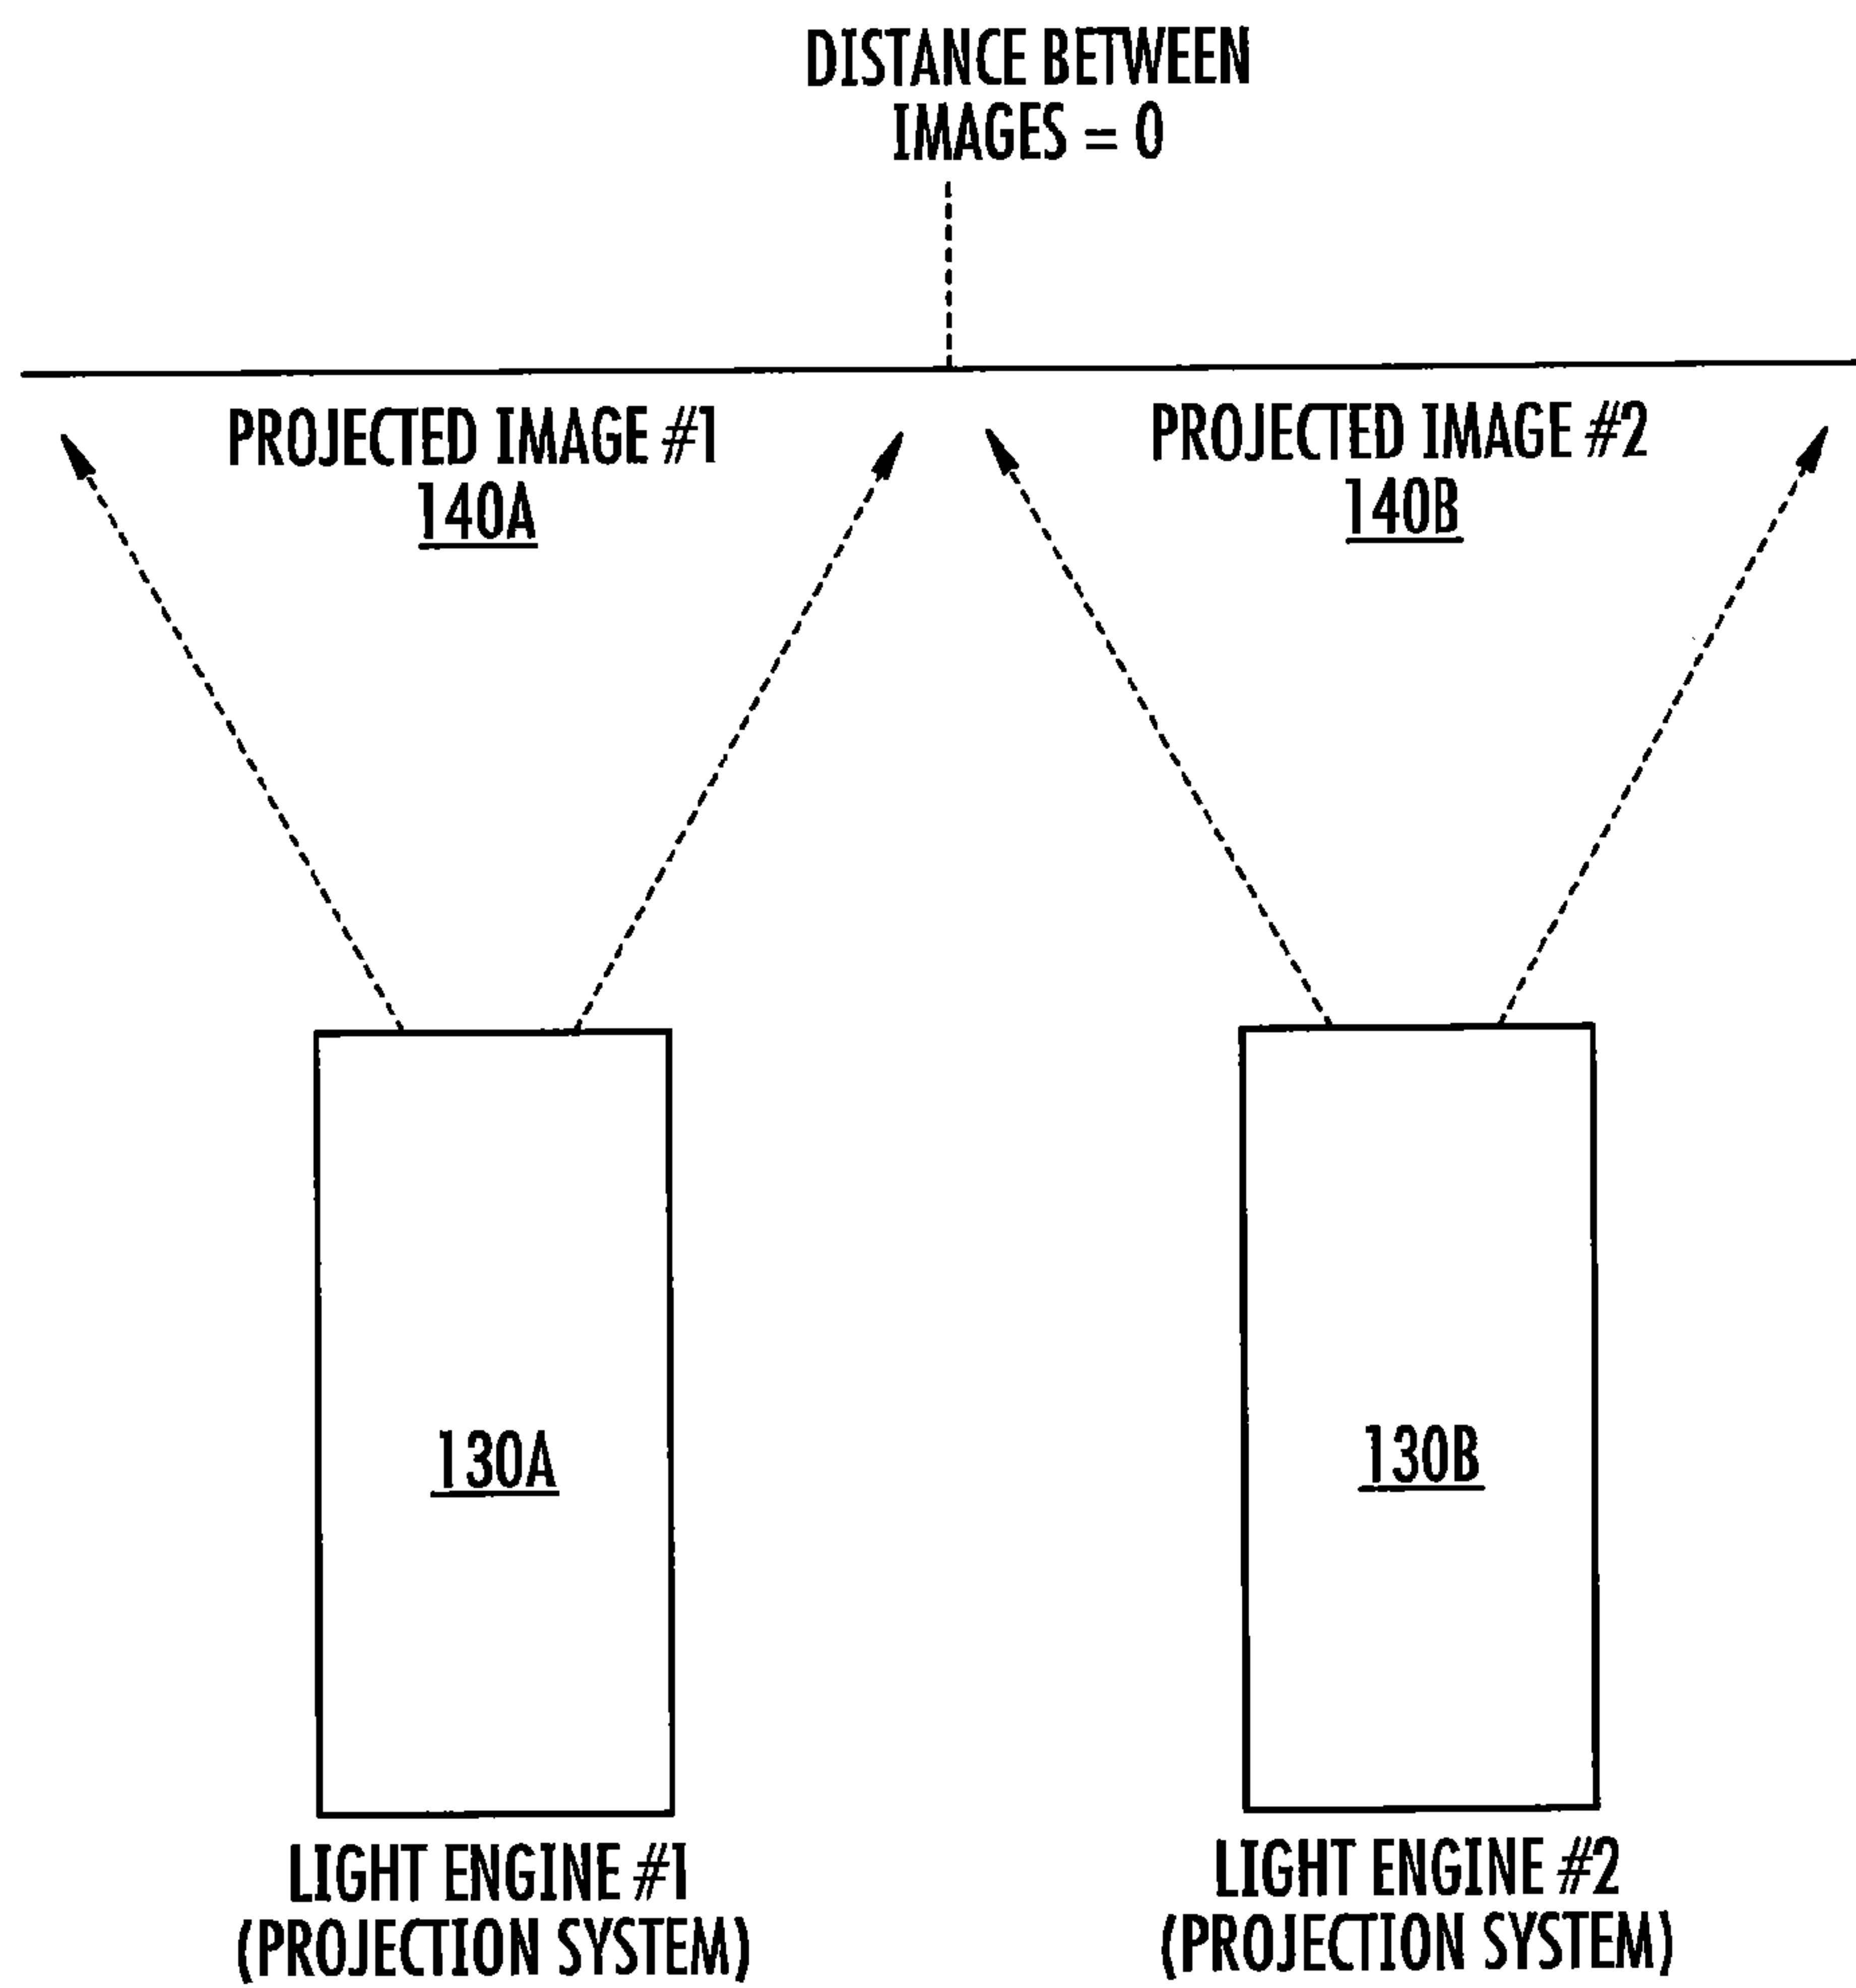 DISTANCE BETWEEN
IMAGES = 0
PROJECTED IMAGE #1
140A
PROJECTED IMAGE #2
140B
130A
130B
LIGHT ENGINE #1
(PROJECTION SYSTEM)
LIGHT ENGINE #2
(PROJECTION SYSTEM)